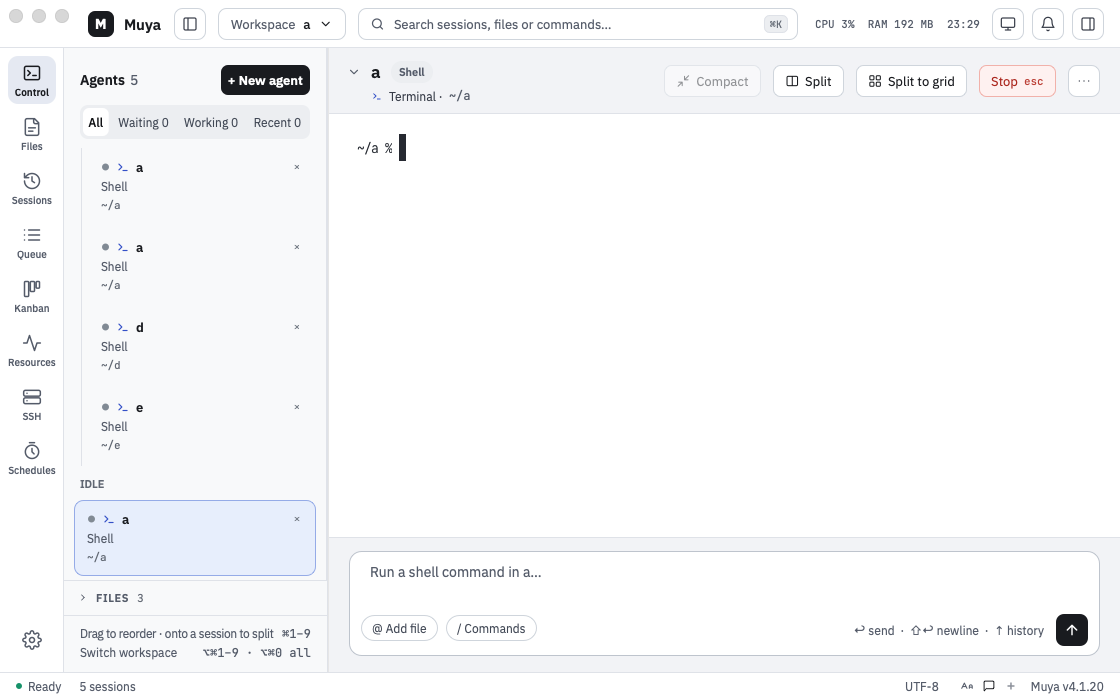 M Muya Workspace a Search sessions, files or commands... ⌘K CPU 3% RAM 192 MB 23:29
Control
Files
Sessions
Queue
Kanban
Resources
SSH
Schedules
Agents 5 + New agent
All Waiting 0 Working 0 Recent 0
a ×
Shell
~/a
a ×
Shell
~/a
d ×
Shell
~/d
e ×
Shell
~/e
IDLE
a ×
Shell
~/a
FILES 3
Drag to reorder · onto a session to split ⌘1–9
Switch workspace ⌥⌘1–9 · ⌥⌘0 all
a Shell
Terminal · ~/a
Compact Split Split to grid Stop esc ···
~/a %
Run a shell command in a...
@ Add file / Commands ↩ send · ⇧↩ newline · ↑ history
Ready 5 sessions UTF-8 Aa + Muya v4.1.20